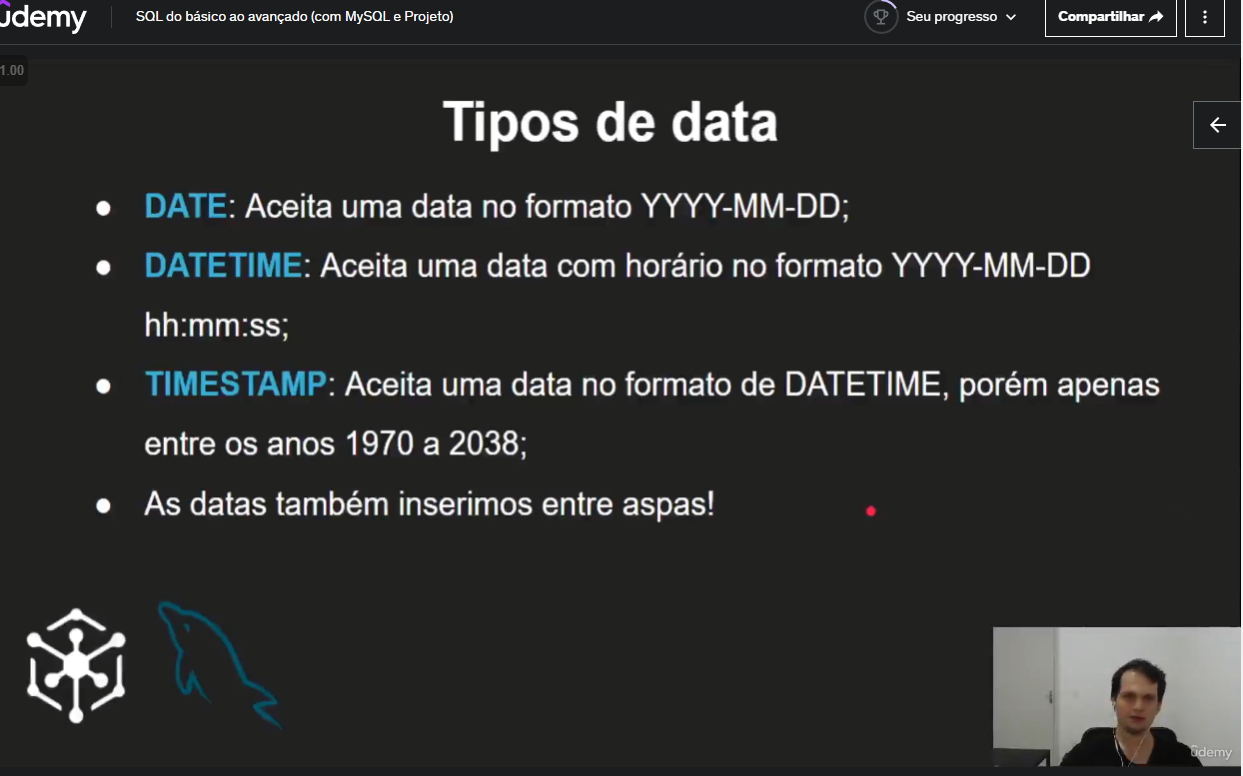 udemy
SQL do básico ao avançado (com MySQL e Projeto)
Seu progresso
Compartilhar
1.00
Tipos de data
DATE: Aceita uma data no formato YYYY-MM-DD;
DATETIME: Aceita uma data com horário no formato YYYY-MM-DD
hh:mm:ss;
TIMESTAMP: Aceita uma data no formato de DATETIME, porém apenas
entre os anos 1970 a 2038;
As datas também inserimos entre aspas!
udemy